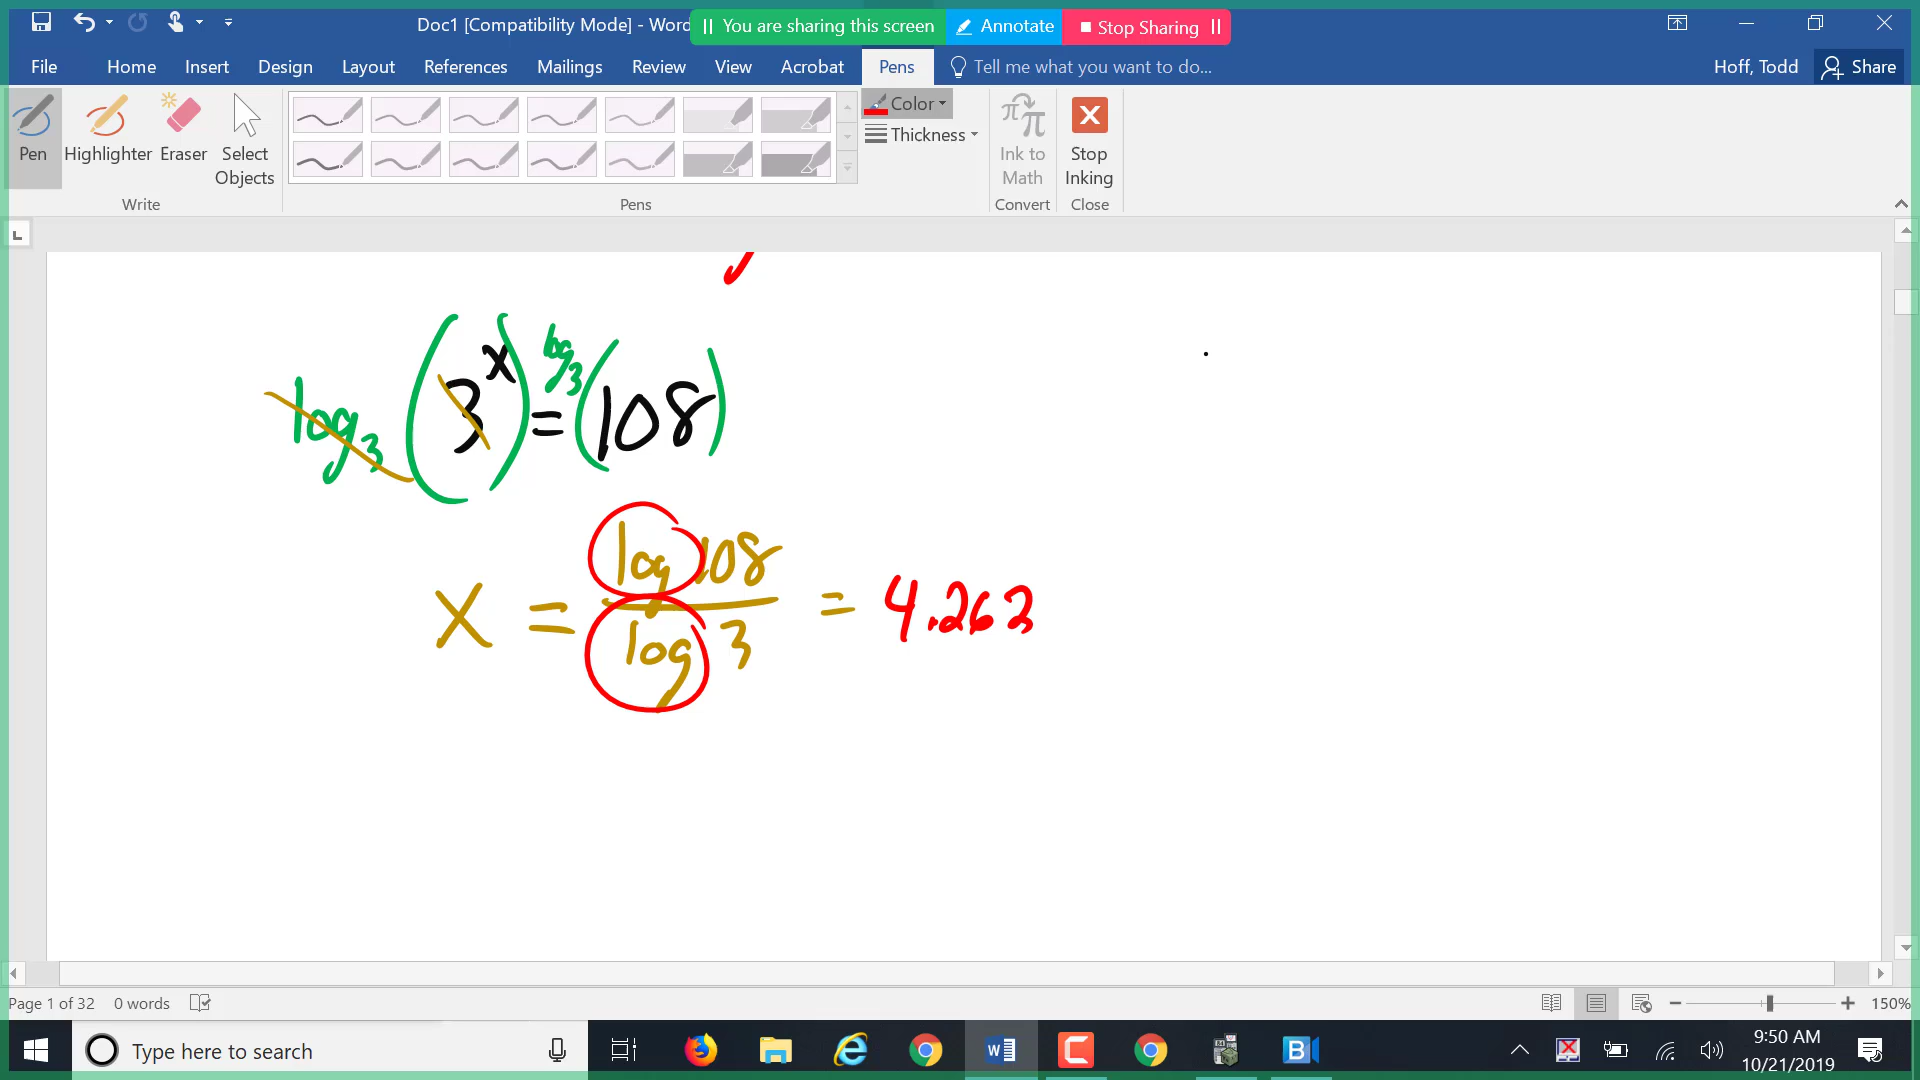 Doc1 [Compatibility Mode] - Word
You are sharing this screen
Annotate
Stop Sharing
File Home Insert Design Layout References Mailings Review View Acrobat Pens Tell me what you want to do... Hoff, Todd Share
Pen Highlighter Eraser Select Objects
Color
Thickness
Ink to Math
Stop Inking
Write Pens Convert Close
log₃(3^x) = log₃(108)
x = log 108 / log 3 = 4.262
Page 1 of 32 0 words 150%
Type here to search
9:50 AM
10/21/2019